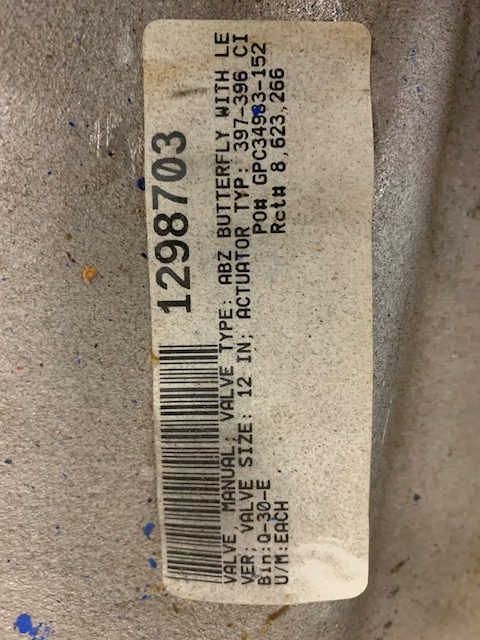 1298703
VALVE, MANUAL; VALVE TYPE: ABZ BUTTERFLY WITH LE
VER; VALVE SIZE: 12 IN; ACTUATOR TYP: 397-396 CI
Bin:Q-30-E PO# GPC34983-152
U/M:EACH Rct# 8,623,266